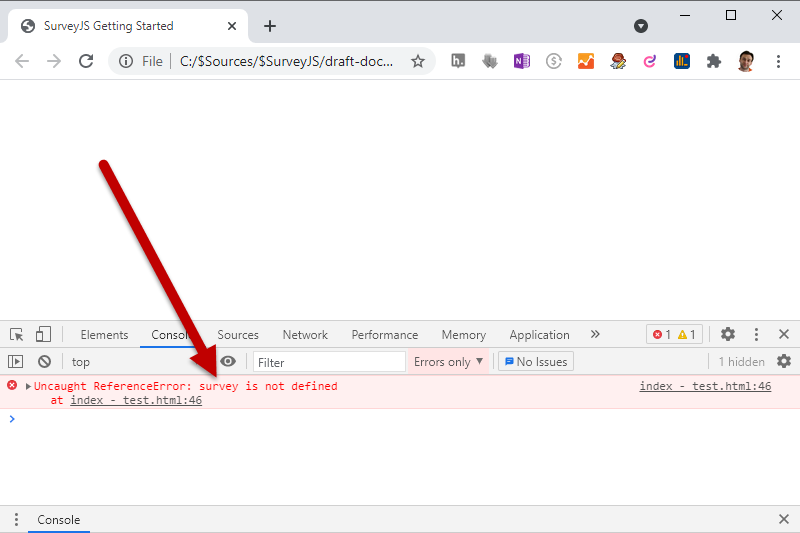 SurveyJS Getting Started
File C:/$Sources/$SurveyJS/draft-doc...
Elements Console Sources Network Performance Memory Application 1 1
top Filter Errors only No Issues 1 hidden
Uncaught ReferenceError: survey is not defined index - test.html:46
at index - test.html:46
Console